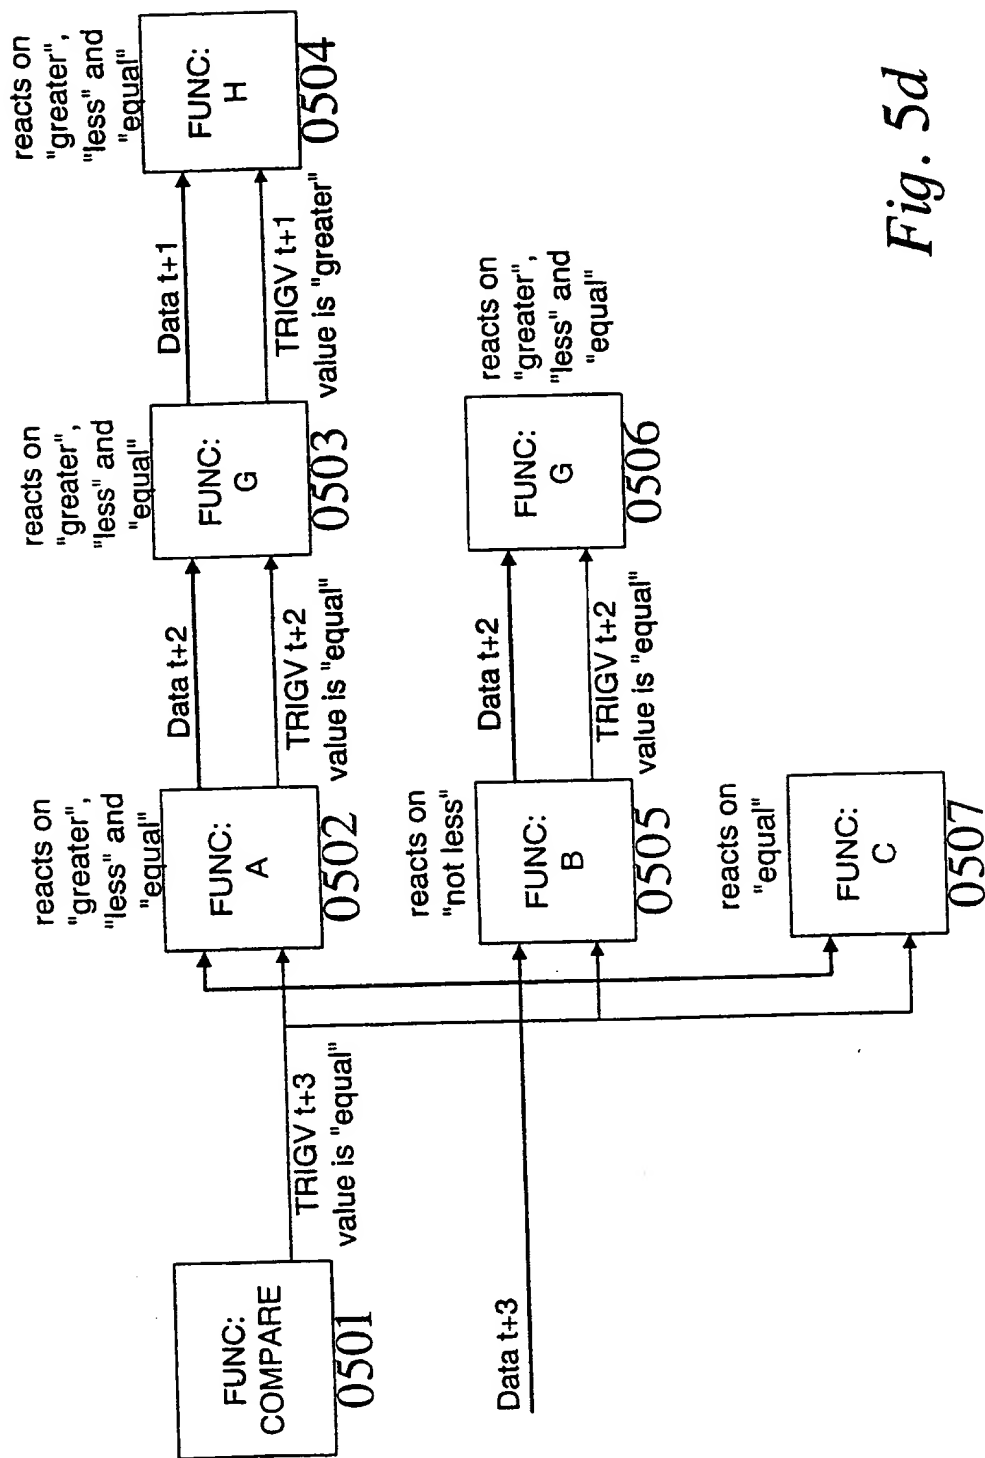 FUNC:
COMPARE
0501
TRIGV t+3
value is "equal"
Data t+3
reacts on
"greater",
"less" and
"equal"
FUNC:
A
0502
Data t+2
TRIGV t+2
value is "equal"
reacts on
"greater",
"less" and
"equal"
FUNC:
G
0503
Data t+1
TRIGV t+1
value is "greater"
reacts on
"greater",
"less" and
"equal"
FUNC:
H
0504
reacts on
"not less"
FUNC:
B
0505
Data t+2
TRIGV t+2
value is "equal"
reacts on
"greater",
"less" and
"equal"
FUNC:
G
0506
reacts on
"equal"
FUNC:
C
0507
Fig. 5d